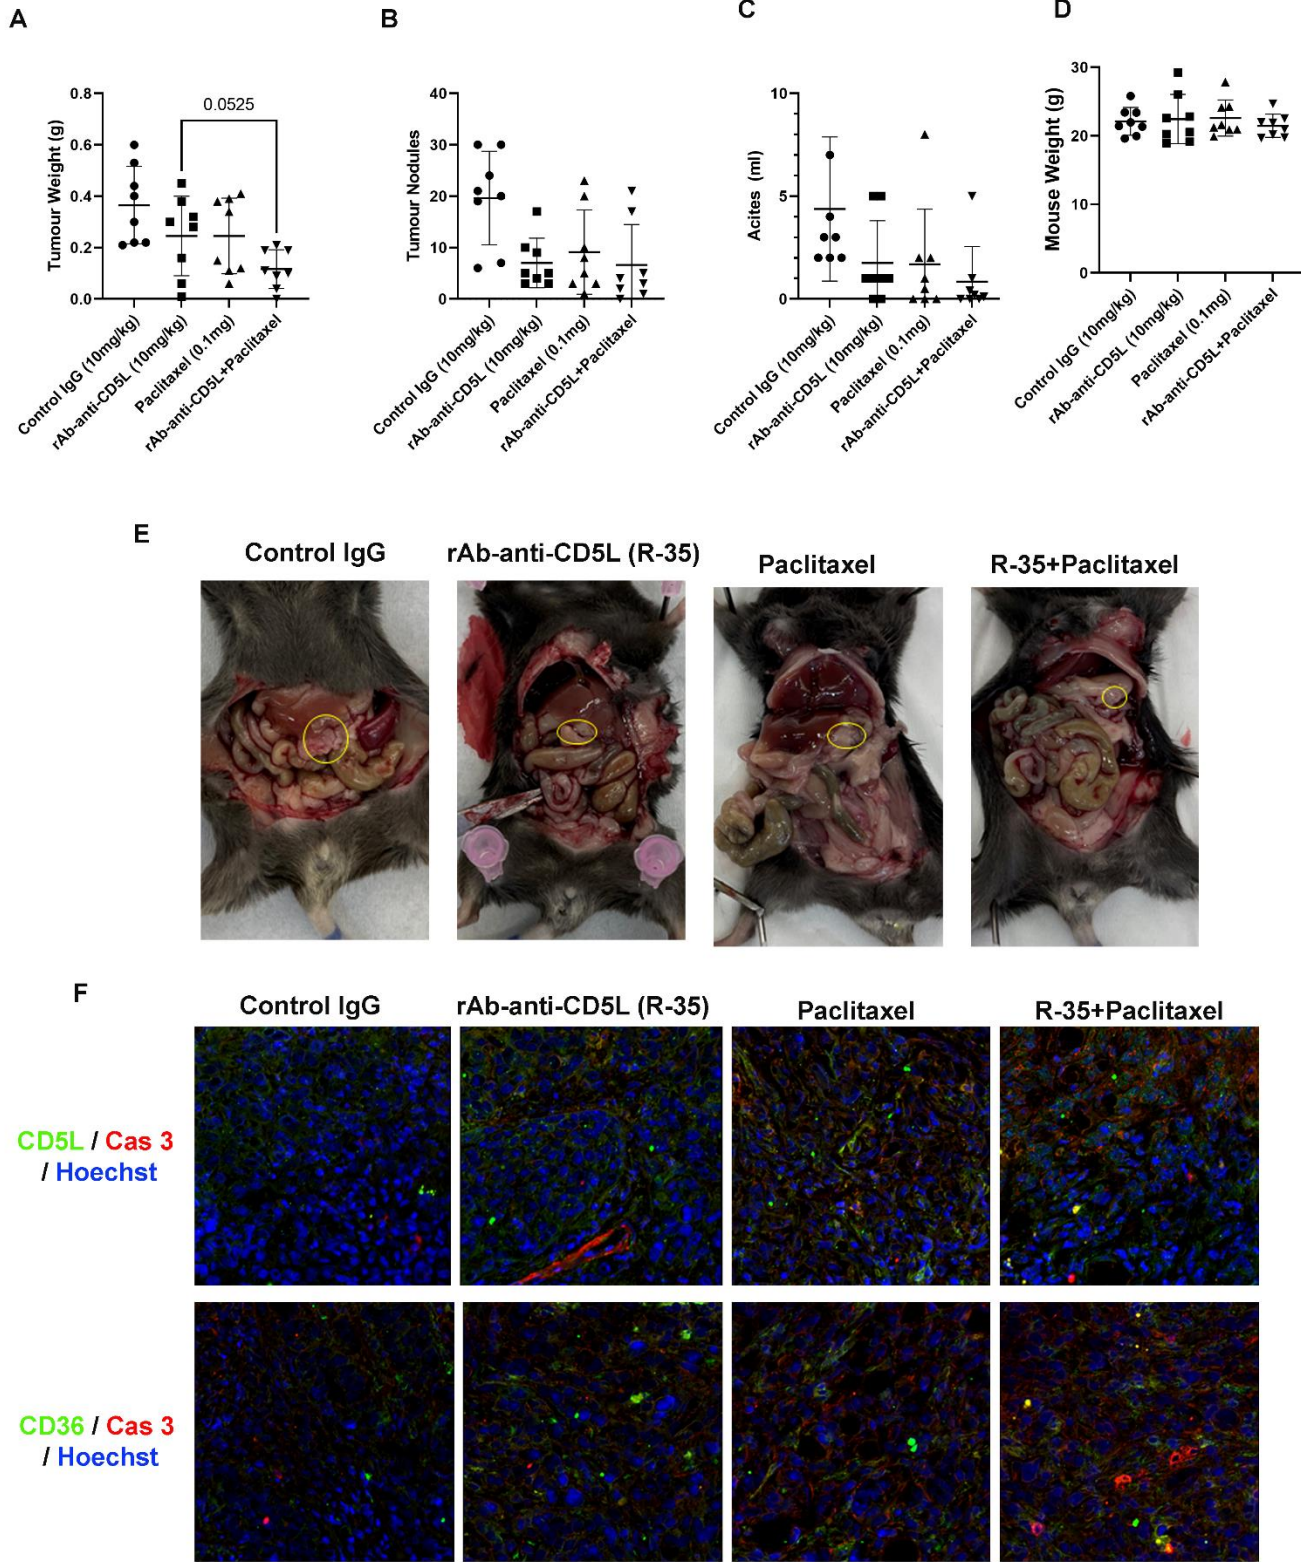 A
B
C
D
Tumour Weight (g)
0.8
0.6
0.4
0.2
0.0
0.0525
Control IgG (10mg/kg)
rAb-anti-CD5L (10mg/kg)
Paclitaxel (0.1mg)
rAb-anti-CD5L+Paclitaxel
Tumour Nodules
40
30
20
10
0
Control IgG (10mg/kg)
rAb-anti-CD5L (10mg/kg)
Paclitaxel (0.1mg)
rAb-anti-CD5L+Paclitaxel
Acites (ml)
10
5
0
Control IgG (10mg/kg)
rAb-anti-CD5L (10mg/kg)
Paclitaxel (0.1mg)
rAb-anti-CD5L+Paclitaxel
Mouse Weight (g)
30
20
10
0
Control IgG (10mg/kg)
rAb-anti-CD5L (10mg/kg)
Paclitaxel (0.1mg)
rAb-anti-CD5L+Paclitaxel
E
Control IgG
rAb-anti-CD5L (R-35)
Paclitaxel
R-35+Paclitaxel
F
Control IgG
rAb-anti-CD5L (R-35)
Paclitaxel
R-35+Paclitaxel
CD5L / Cas 3
/ Hoechst
CD36 / Cas 3
/ Hoechst